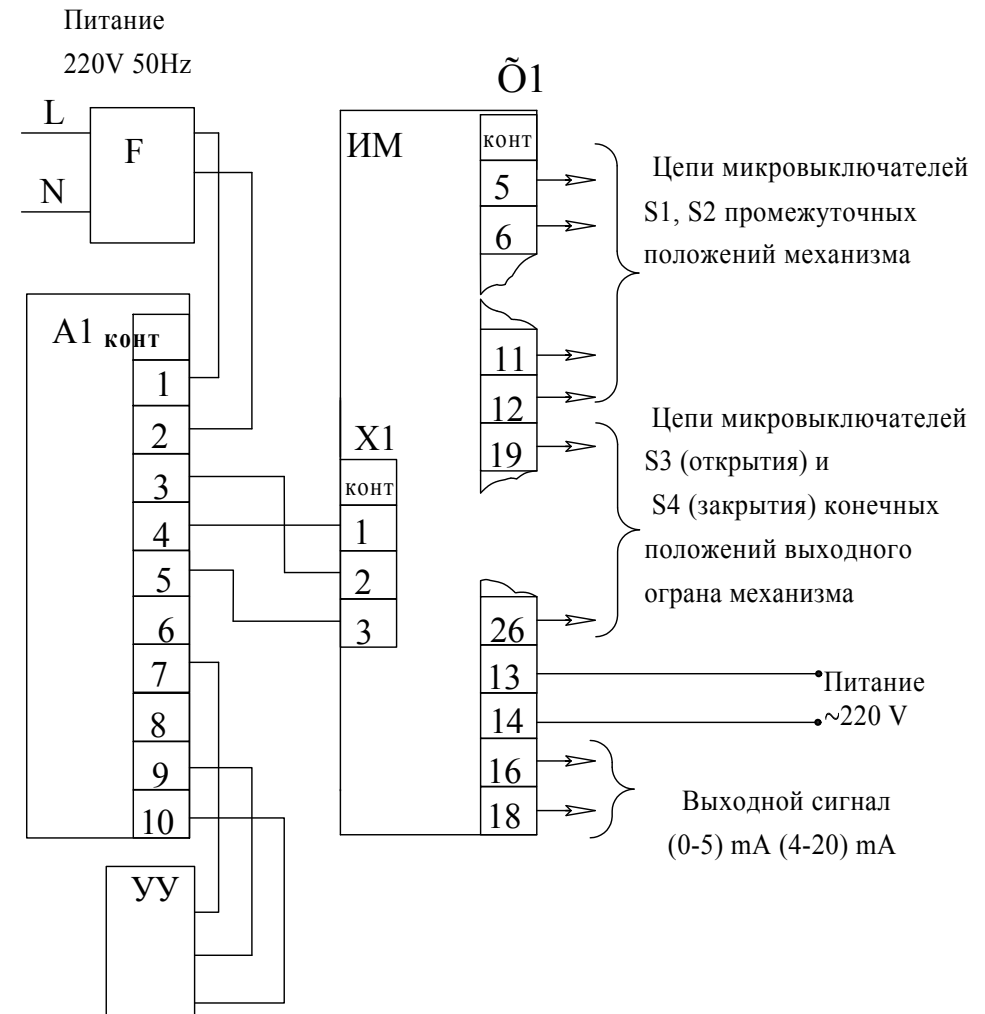 Питание
220V 50Hz
L
N
F
A1 конт
1
2
3
4
5
6
7
8
9
10
УУ
ИМ
X1
конт
1
2
3
Õ1
конт
5
6
11
12
19
26
13
14
16
18
Цепи микровыключателей
S1, S2 промежуточных
положений механизма
Цепи микровыключателей
S3 (открытия) и
S4 (закрытия) конечных
положений выходного
ограна механизма
Питание
~220 V
Выходной сигнал
(0-5) mA (4-20) mA